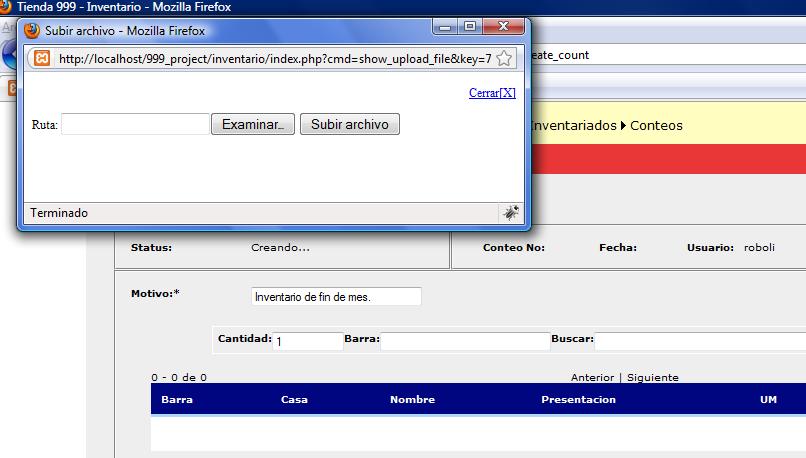 Tienda 999 - Inventario - Mozilla Firefox
Subir archivo - Mozilla Firefox
http://localhost/999_project/inventario/index.php?cmd=show_upload_file&key=7
eate_count
Cerrar[X]
Ruta: Examinar... Subir archivo
Inventariados Conteos
Terminado
Status: Creando... Conteo No: Fecha: Usuario: roboli
Motivo:* Inventario de fin de mes.
Cantidad: 1 Barra: Buscar:
0 - 0 de 0 Anterior | Siguiente
Barra Casa Nombre Presentacion UM